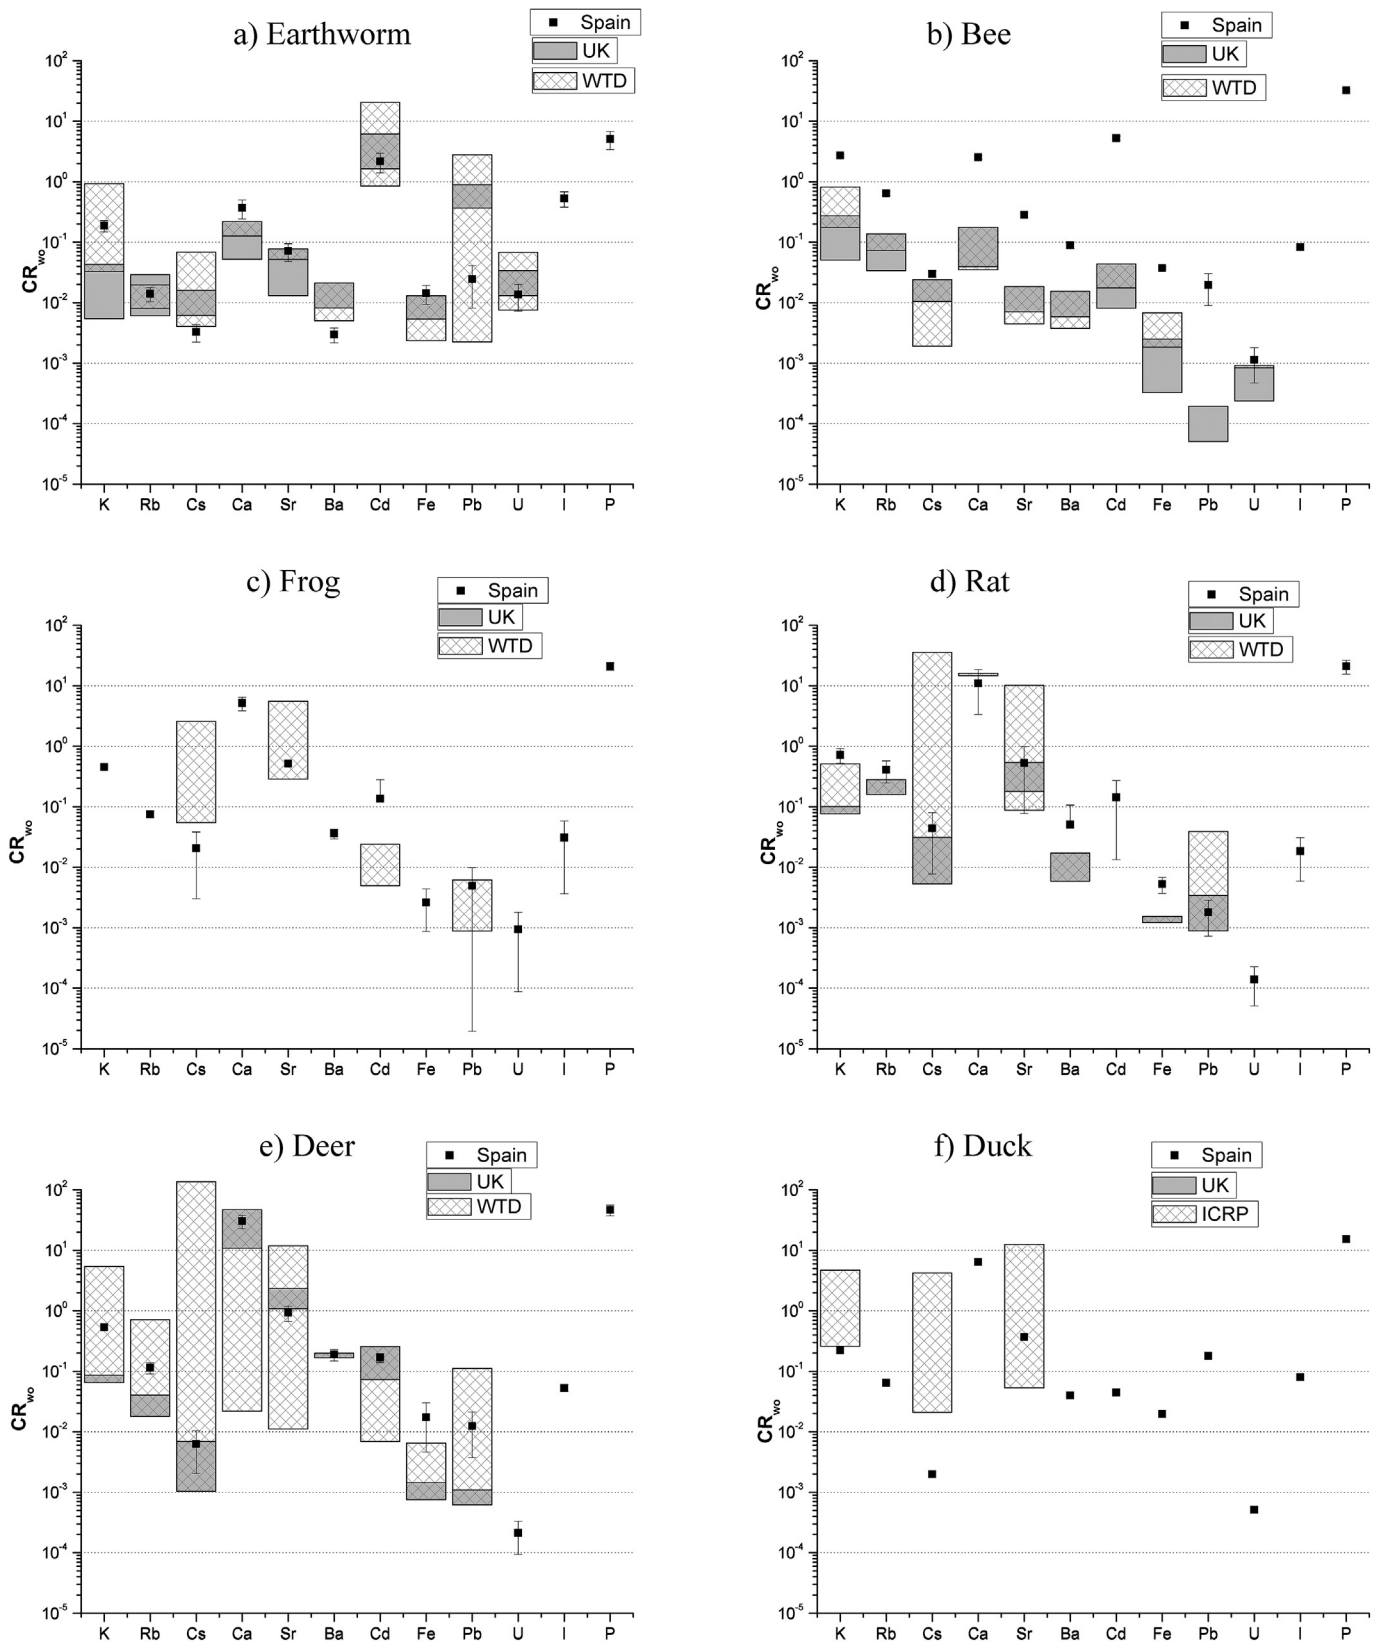 a) Earthworm
Spain
UK
WTD
10²
10¹
10⁰
10⁻¹
10⁻²
10⁻³
10⁻⁴
10⁻⁵
CRwo
K Rb Cs Ca Sr Ba Cd Fe Pb U I P
b) Bee
Spain
UK
WTD
10²
10¹
10⁰
10⁻¹
10⁻²
10⁻³
10⁻⁴
10⁻⁵
CRwo
K Rb Cs Ca Sr Ba Cd Fe Pb U I P
c) Frog
Spain
UK
WTD
10²
10¹
10⁰
10⁻¹
10⁻²
10⁻³
10⁻⁴
10⁻⁵
CRwo
K Rb Cs Ca Sr Ba Cd Fe Pb U I P
d) Rat
Spain
UK
WTD
10²
10¹
10⁰
10⁻¹
10⁻²
10⁻³
10⁻⁴
10⁻⁵
CRwo
K Rb Cs Ca Sr Ba Cd Fe Pb U I P
e) Deer
Spain
UK
WTD
10²
10¹
10⁰
10⁻¹
10⁻²
10⁻³
10⁻⁴
10⁻⁵
CRwo
K Rb Cs Ca Sr Ba Cd Fe Pb U I P
f) Duck
Spain
UK
ICRP
10²
10¹
10⁰
10⁻¹
10⁻²
10⁻³
10⁻⁴
10⁻⁵
CRwo
K Rb Cs Ca Sr Ba Cd Fe Pb U I P